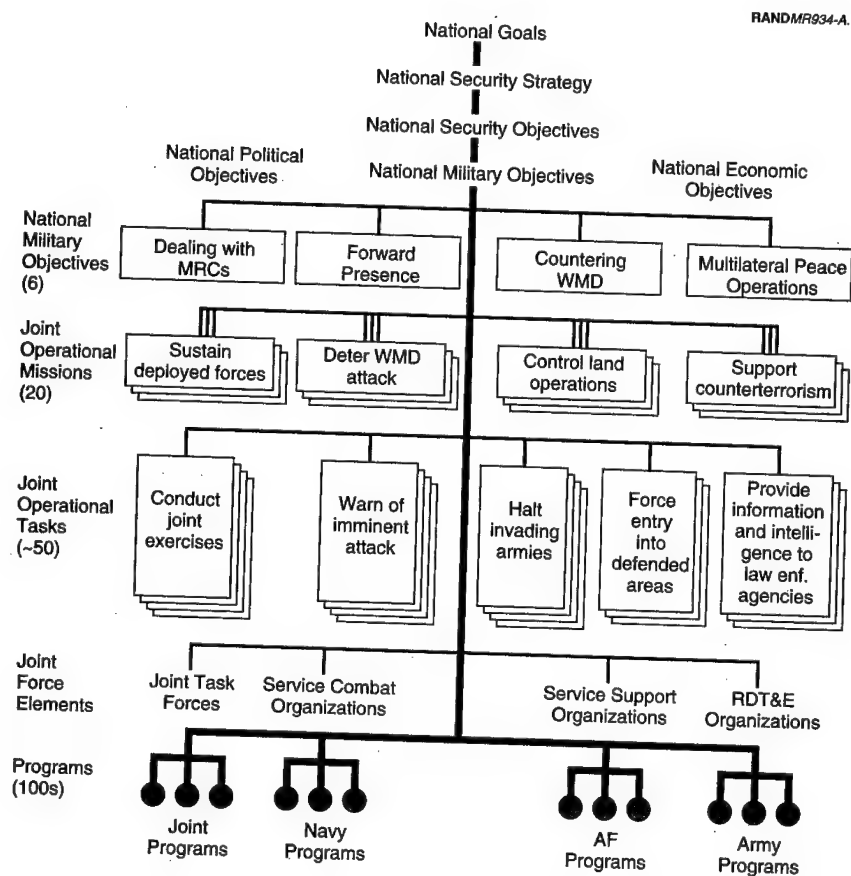 RANDMR934-A.
National Goals
National Security Strategy
National Security Objectives
National Political
Objectives
National Military Objectives
National Economic
Objectives
National
Military
Objectives
(6)
Dealing with
MRCs
Forward
Presence
Countering
WMD
Multilateral Peace
Operations
Joint
Operational
Missions
(20)
Sustain
deployed forces
Deter WMD
attack
Control land
operations
Support
counterterrorism
Joint
Operational
Tasks
(~50)
Conduct
joint
exercises
Warn of
imminent
attack
Halt
invading
armies
Force
entry
into
defended
areas
Provide
information
and intelli-
gence to
law enf.
agencies
Joint
Force
Elements
Joint Task
Forces
Service Combat
Organizations
Service Support
Organizations
RDT&E
Organizations
Programs
(100s)
Joint
Programs
Navy
Programs
AF
Programs
Army
Programs